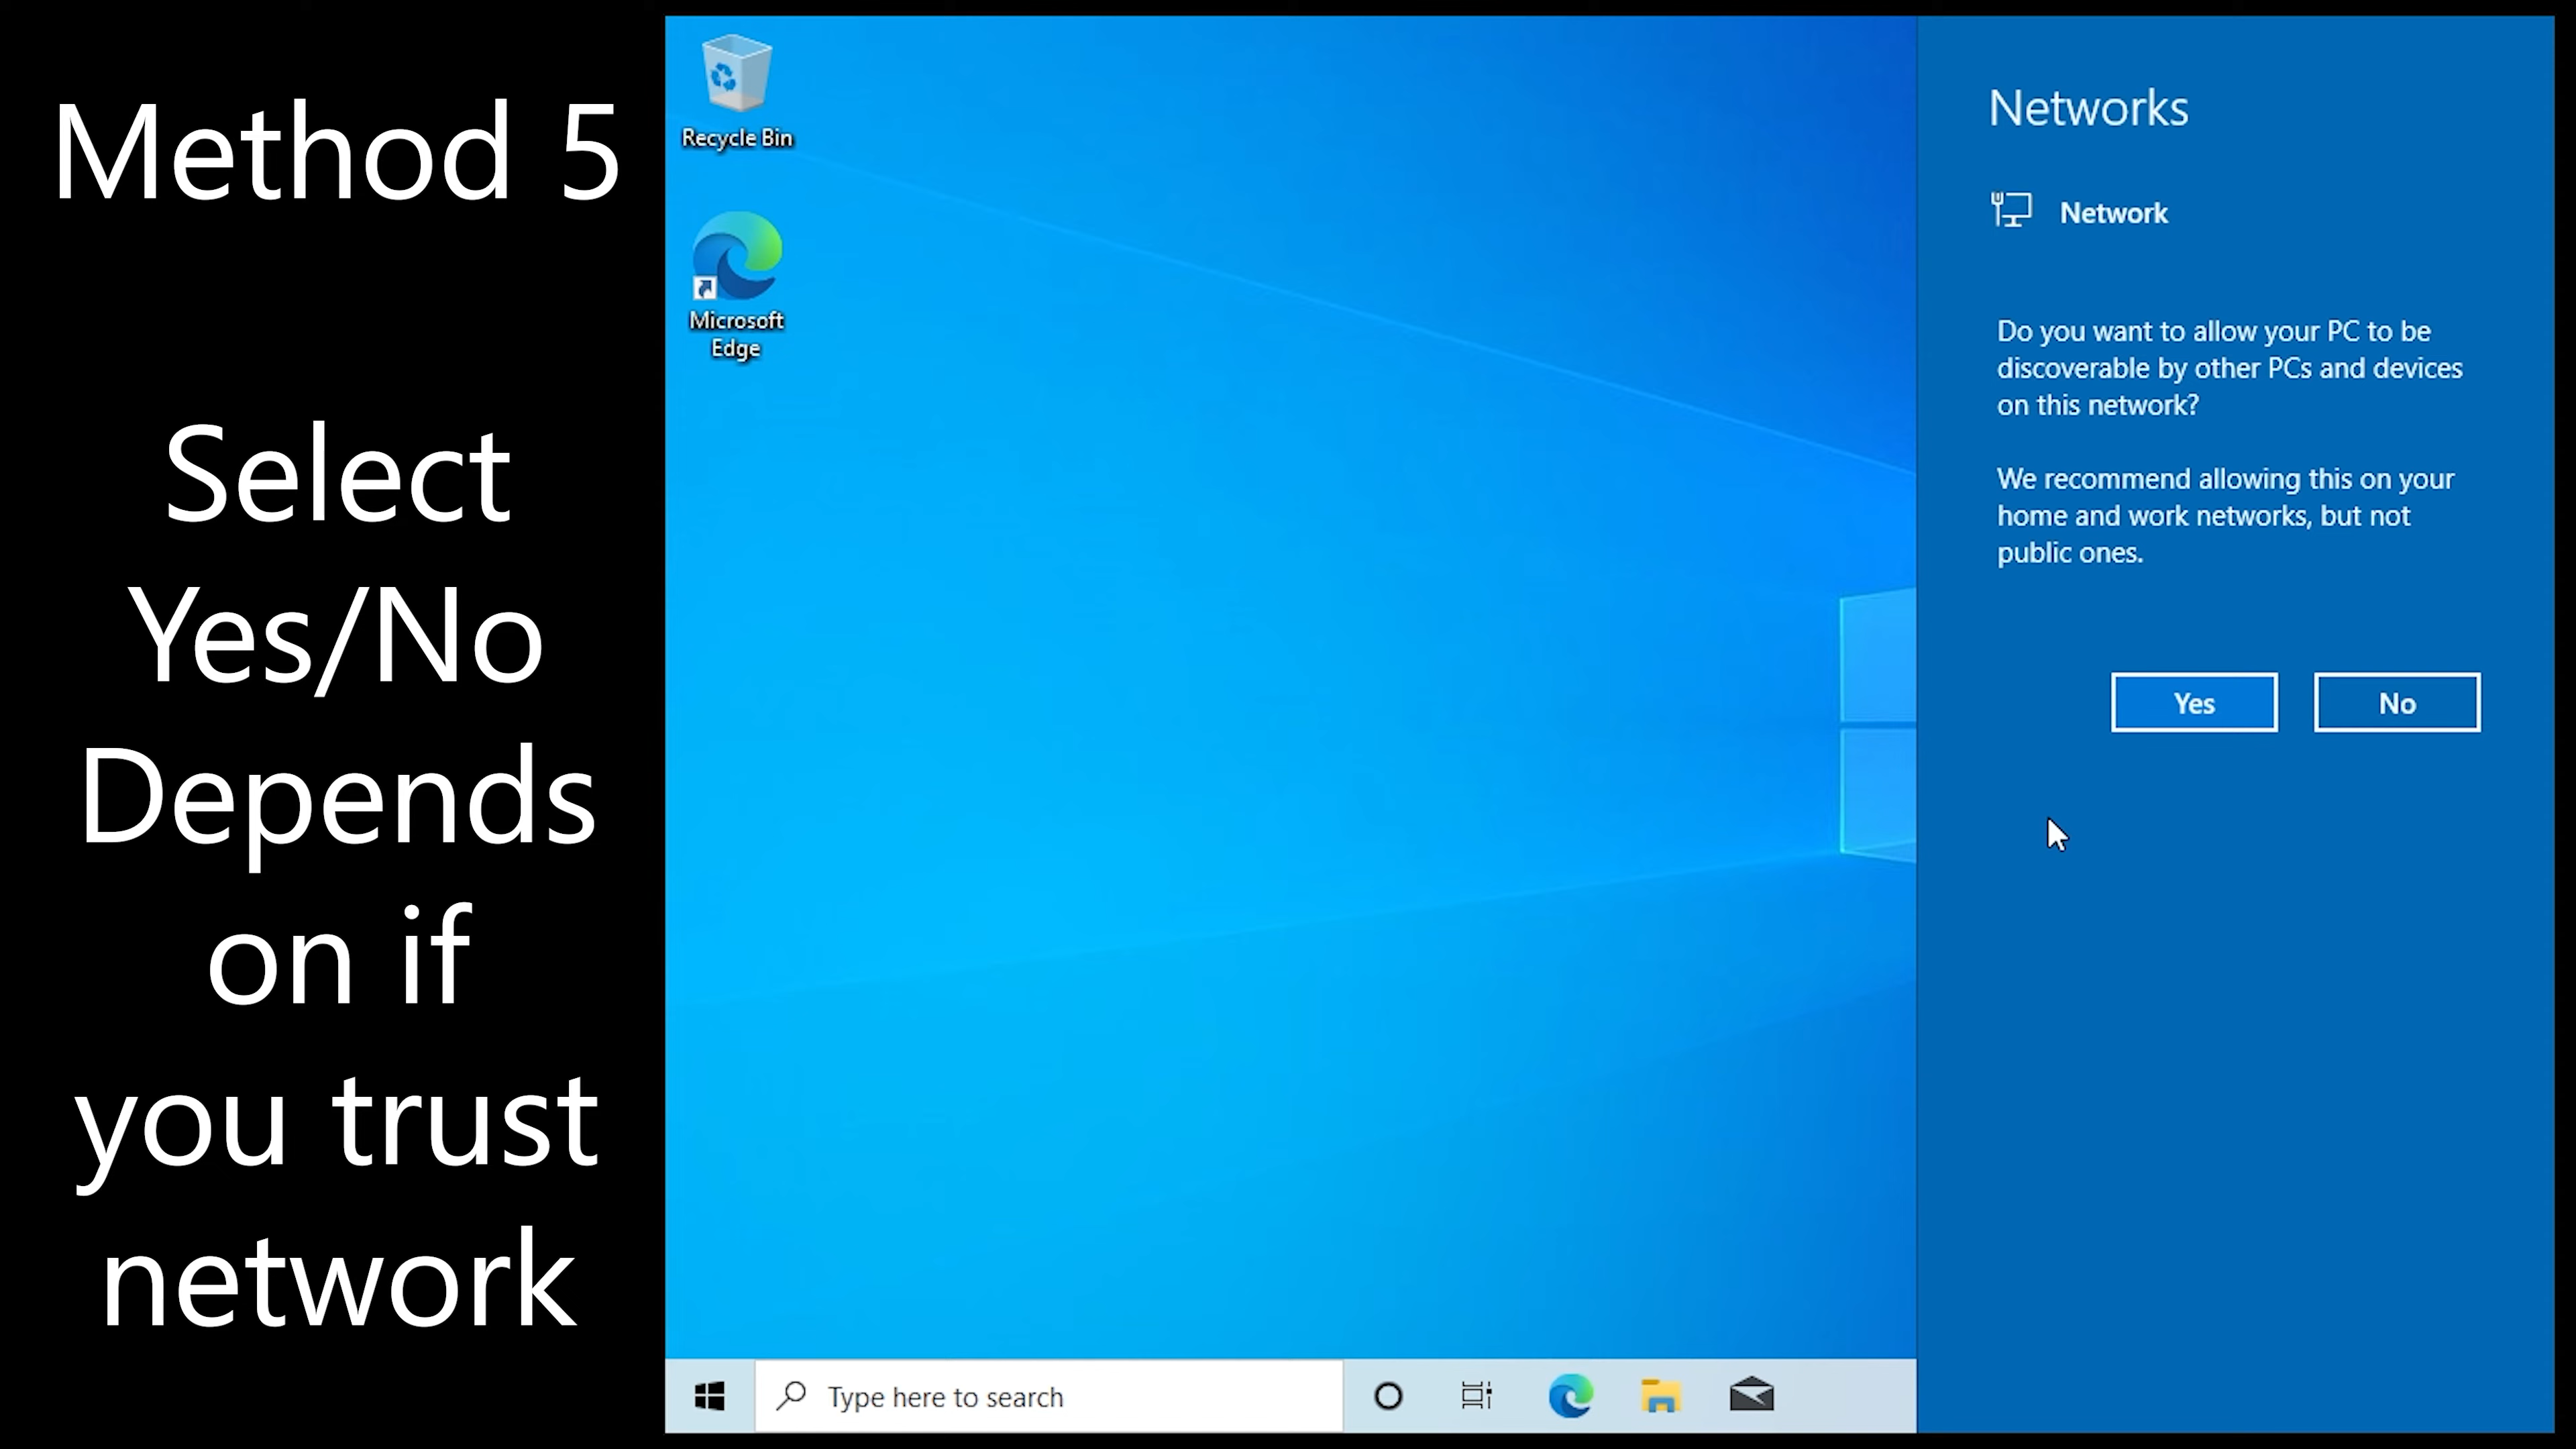 Method 5
Select
Yes/No
Depends
on if
you trust
network
Recycle Bin
Microsoft
Edge
Type here to search
Networks
Network
Do you want to allow your PC to be
discoverable by other PCs and devices
on this network?
We recommend allowing this on your
home and work networks, but not
public ones.
Yes
No